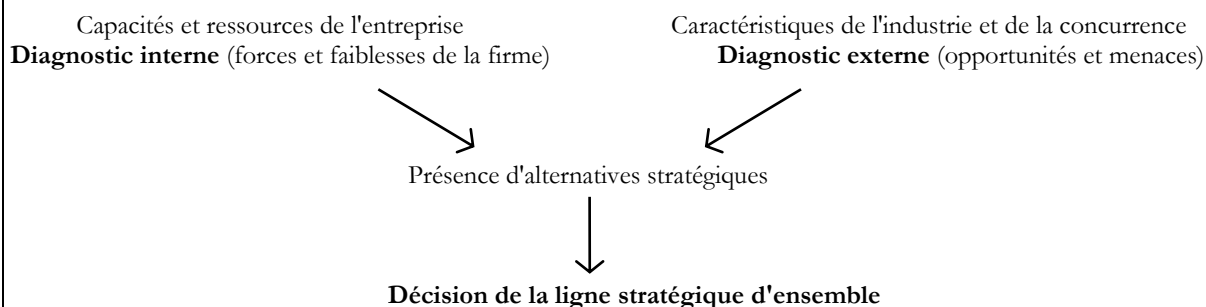 Capacités et ressources de l'entreprise
Caractéristiques de l'industrie et de la concurrence
Diagnostic interne (forces et faiblesses de la firme)
Diagnostic externe (opportunités et menaces)
Présence d'alternatives stratégiques
Décision de la ligne stratégique d'ensemble